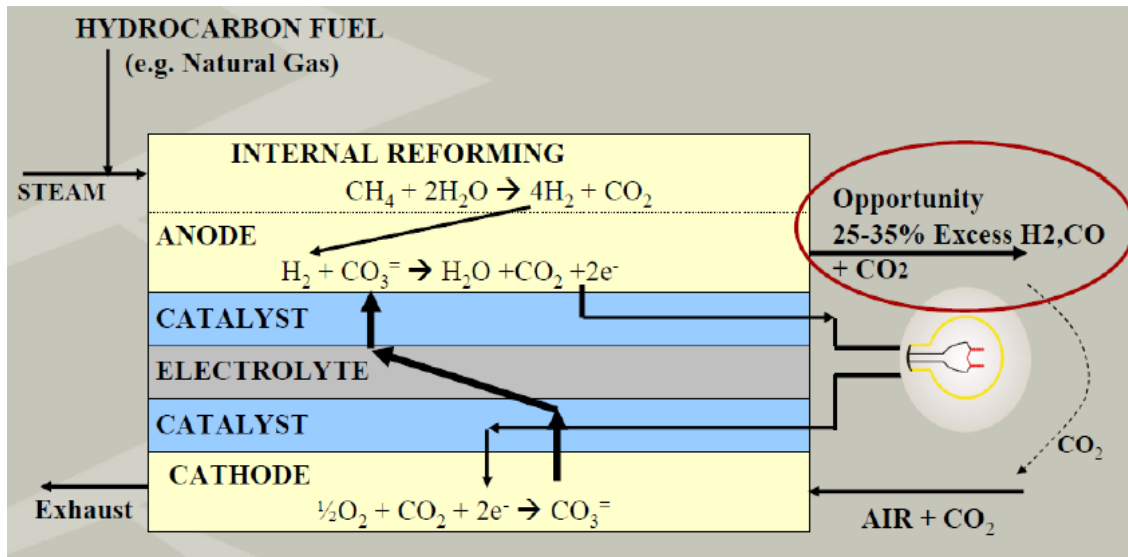 HYDROCARBON FUEL
(e.g. Natural Gas)
STEAM
INTERNAL REFORMING
CH₄ + 2H₂O → 4H₂ + CO₂
ANODE
H₂ + CO₃⁼ → H₂O +CO₂ +2e⁻
CATALYST
ELECTROLYTE
CATALYST
CATHODE
½O₂ + CO₂ + 2e⁻ → CO₃⁼
Exhaust
Opportunity
25-35% Excess H2,CO
+ CO2
CO₂
AIR + CO₂